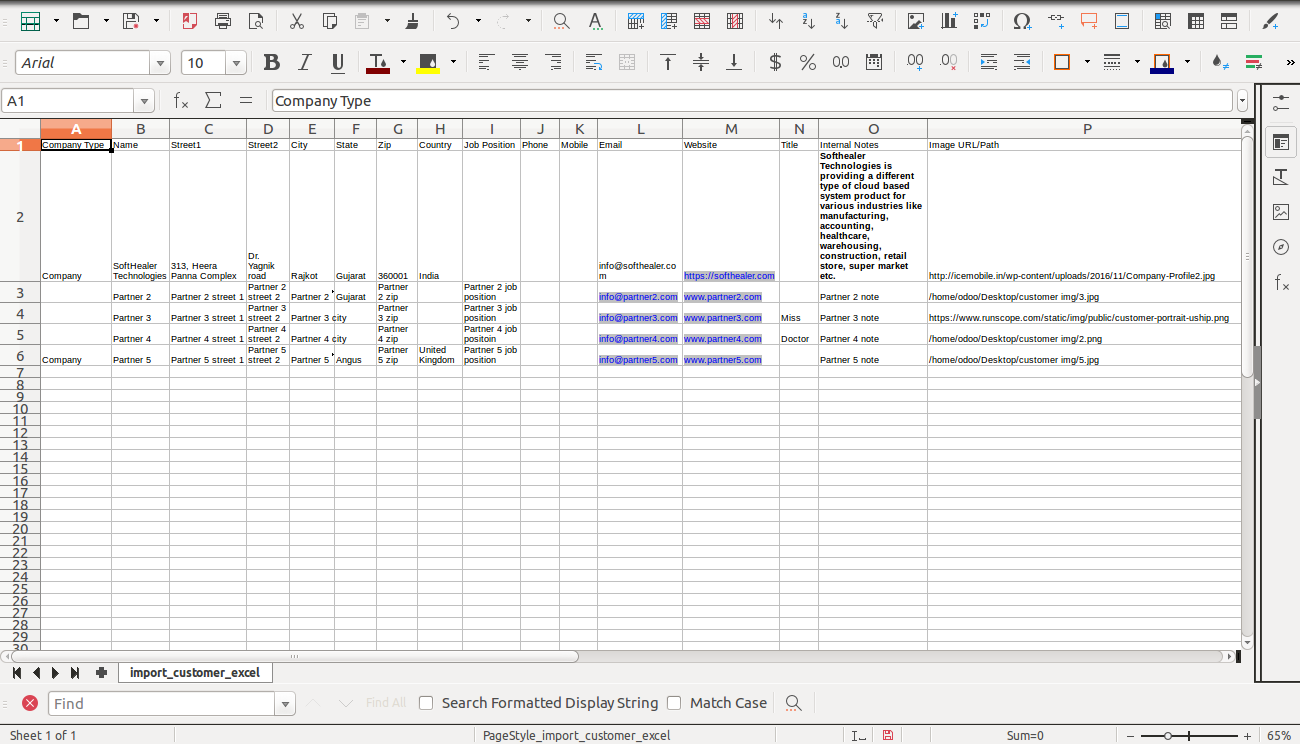 Arial 10
$ % 0.0 .00 .00 »
A1 fx Σ = Company Type
A B C D E F G H I J K L M N O P
1 Company Type Name Street1 Street2 City State Zip Country Job Position Phone Mobile Email Website Title Internal Notes Image URL/Path
Softhealer
Technologies is
providing a different
type of cloud based
system product for
various industries like
2 manufacturing,
accounting,
healthcare,
warehousing,
Dr. construction, retail
SoftHealer 313, Heera Yagnik info@softhealer.co store, super market
Company Technologies Panna Complex road Rajkot Gujarat 360001 India m https://softhealer.com etc. http://icemobile.in/wp-content/uploads/2016/11/Company-Profile2.jpg
Partner 2 Partner Partner 2 job
3 Partner 2 Partner 2 street 1 street 2 Partner 2 Gujarat 2 zip position info@partner2.com www.partner2.com Partner 2 note /home/odoo/Desktop/customer img/3.jpg
Partner 3 Partner Partner 3 job
4 Partner 3 Partner 3 street 1 street 2 Partner 3 city 3 zip position info@partner3.com www.partner3.com Miss Partner 3 note https://www.runscope.com/static/img/public/customer-portrait-uship.png
Partner 4 Partner Partner 4 job
5 Partner 4 Partner 4 street 1 street 2 Partner 4 city 4 zip positoin info@partner4.com www.partner4.com Doctor Partner 4 note /home/odoo/Desktop/customer img/2.png
Partner 5 Partner United Partner 5 job
6 Company Partner 5 Partner 5 street 1 street 2 Partner 5 Angus 5 zip Kingdom position info@partner5.com www.partner5.com Partner 5 note /home/odoo/Desktop/customer img/5.jpg
7
8
9
10
11
12
13
14
15
16
17
18
19
20
21
22
23
24
25
26
27
28
29
30
import_customer_excel
Find Find All Search Formatted Display String Match Case
Sheet 1 of 1 PageStyle_import_customer_excel Sum=0 65%